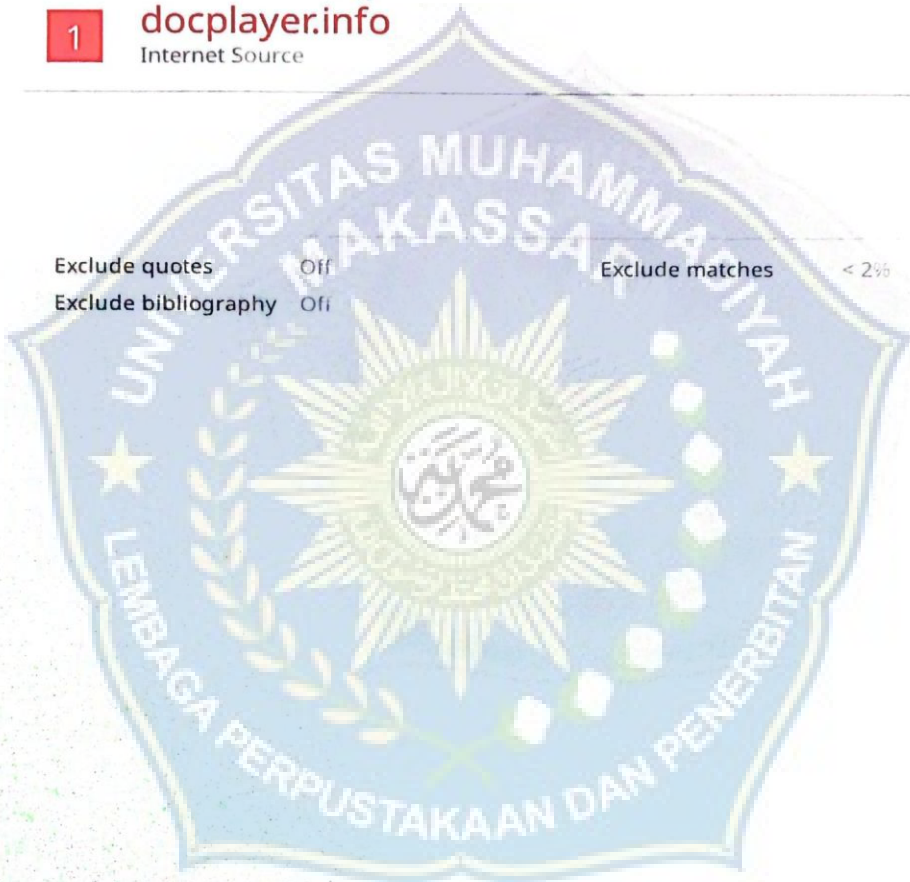 1
docplayer.info
Internet Source
UNIVERSITAS MUHAMMADIYAH
MAKASSAR
Exclude quotes Off
Exclude matches < 2%
Exclude bibliography Off
محمدية
LEMBAGA PERPUSTAKAAN DAN PENERBITAN